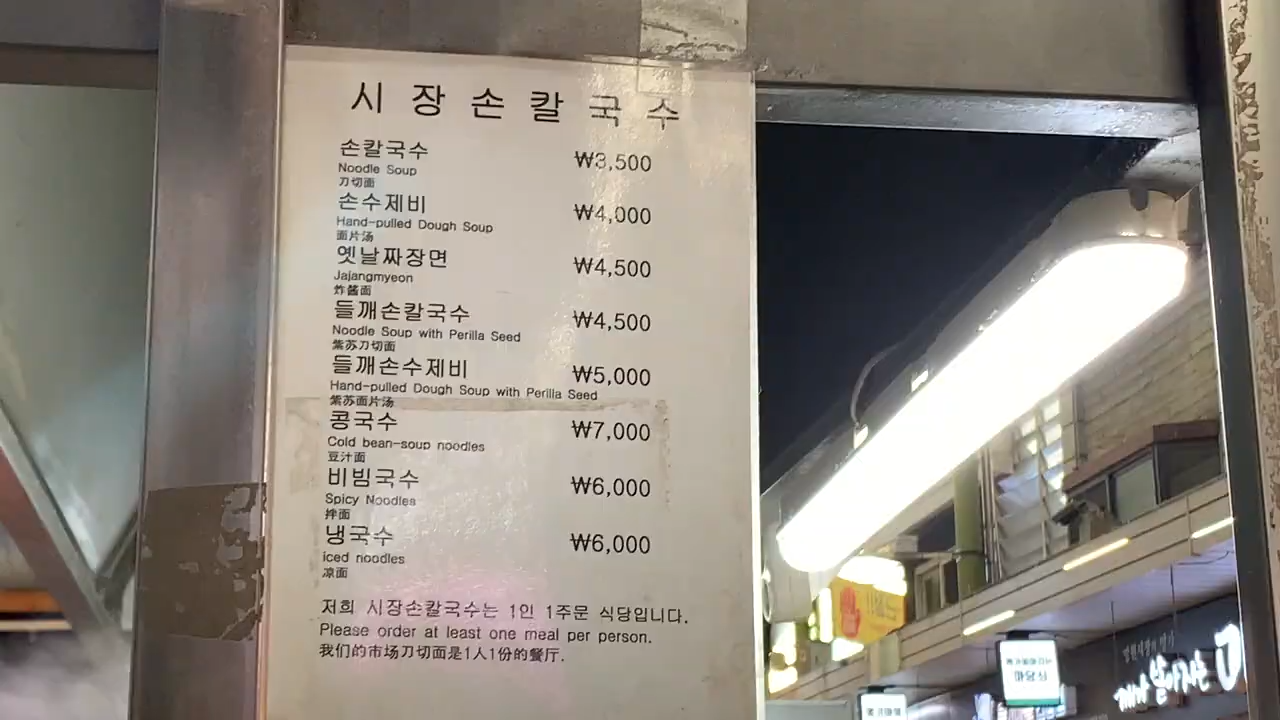 시장손칼국수
손칼국수 ₩3,500
Noodle Soup
刀切面
손수제비 ₩4,000
Hand-pulled Dough Soup
面片汤
옛날짜장면 ₩4,500
Jajangmyeon
炸酱面
들깨손칼국수 ₩4,500
Noodle Soup with Perilla Seed
紫苏刀切面
들깨손수제비 ₩5,000
Hand-pulled Dough Soup with Perilla Seed
紫苏面片汤
콩국수 ₩7,000
Cold bean-soup noodles
豆汁面
비빔국수 ₩6,000
Spicy Noodles
拌面
냉국수 ₩6,000
iced noodles
凉面
저희 시장손칼국수는 1인 1주문 식당입니다.
Please order at least one meal per person.
我们的市场刀切面是1人1份的餐厅.